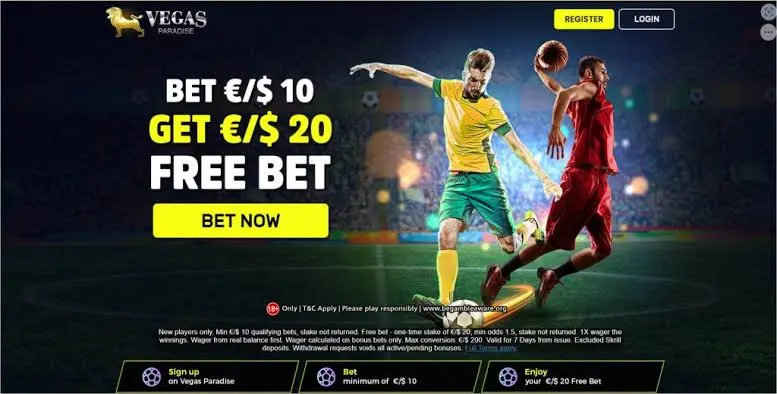 VEGAS
PARADISE
REGISTER
LOGIN
BET €/$ 10
GET €/$ 20
FREE BET
BET NOW
18+ Only | T&C Apply | Please play responsibly | www.begambleaware.org
New players only. Min €/$ 10 qualifying bets, stake not returned. Free bet - one-time stake of €/$ 20, min odds 1.5, stake not returned. 1X wager the
winnings. Wager from real balance first. Wager calculated on bonus bets only. Max conversion: €/$ 200. Valid for 7 Days from issue. Excluded Skrill
deposits. Withdrawal requests voids all active/pending bonuses. Full Terms apply.
Sign up
on Vegas Paradise
Bet
minimum of €/$ 10
Enjoy
your €/$ 20 Free Bet